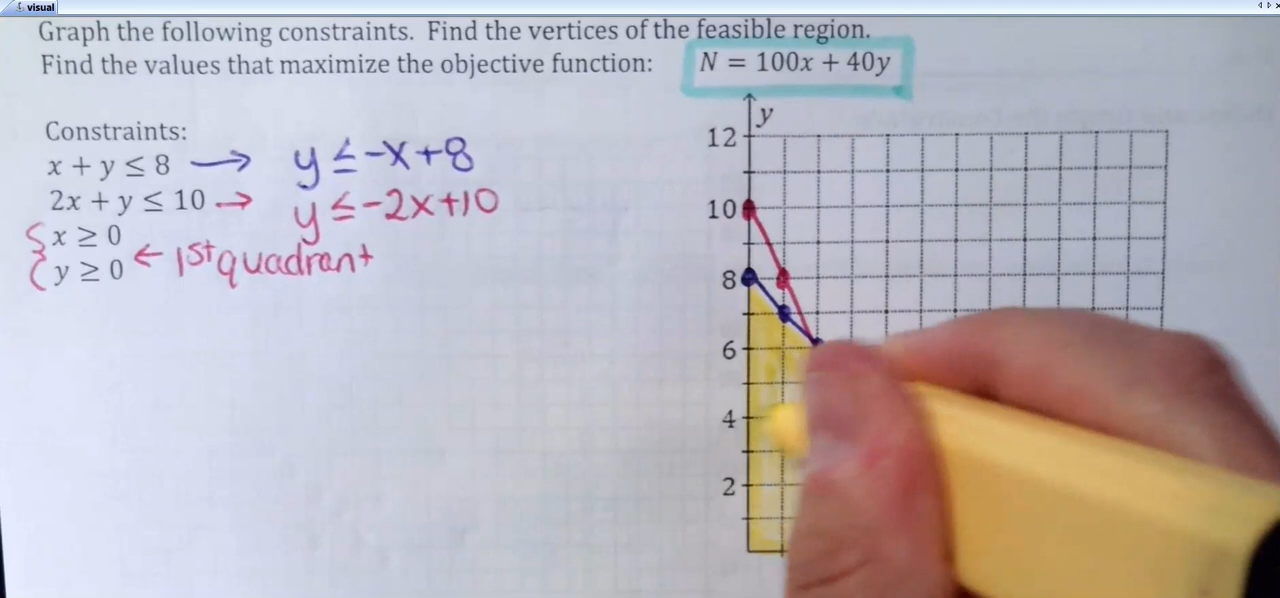 visual
Graph the following constraints. Find the vertices of the feasible region.
Find the values that maximize the objective function: N = 100x + 40y
Constraints:
x + y ≤ 8 → y ≤ -x+8
2x + y ≤ 10 → y ≤ -2x+10
x ≥ 0
y ≥ 0 ← 1st quadrant
y
12
10
8
6
4
2